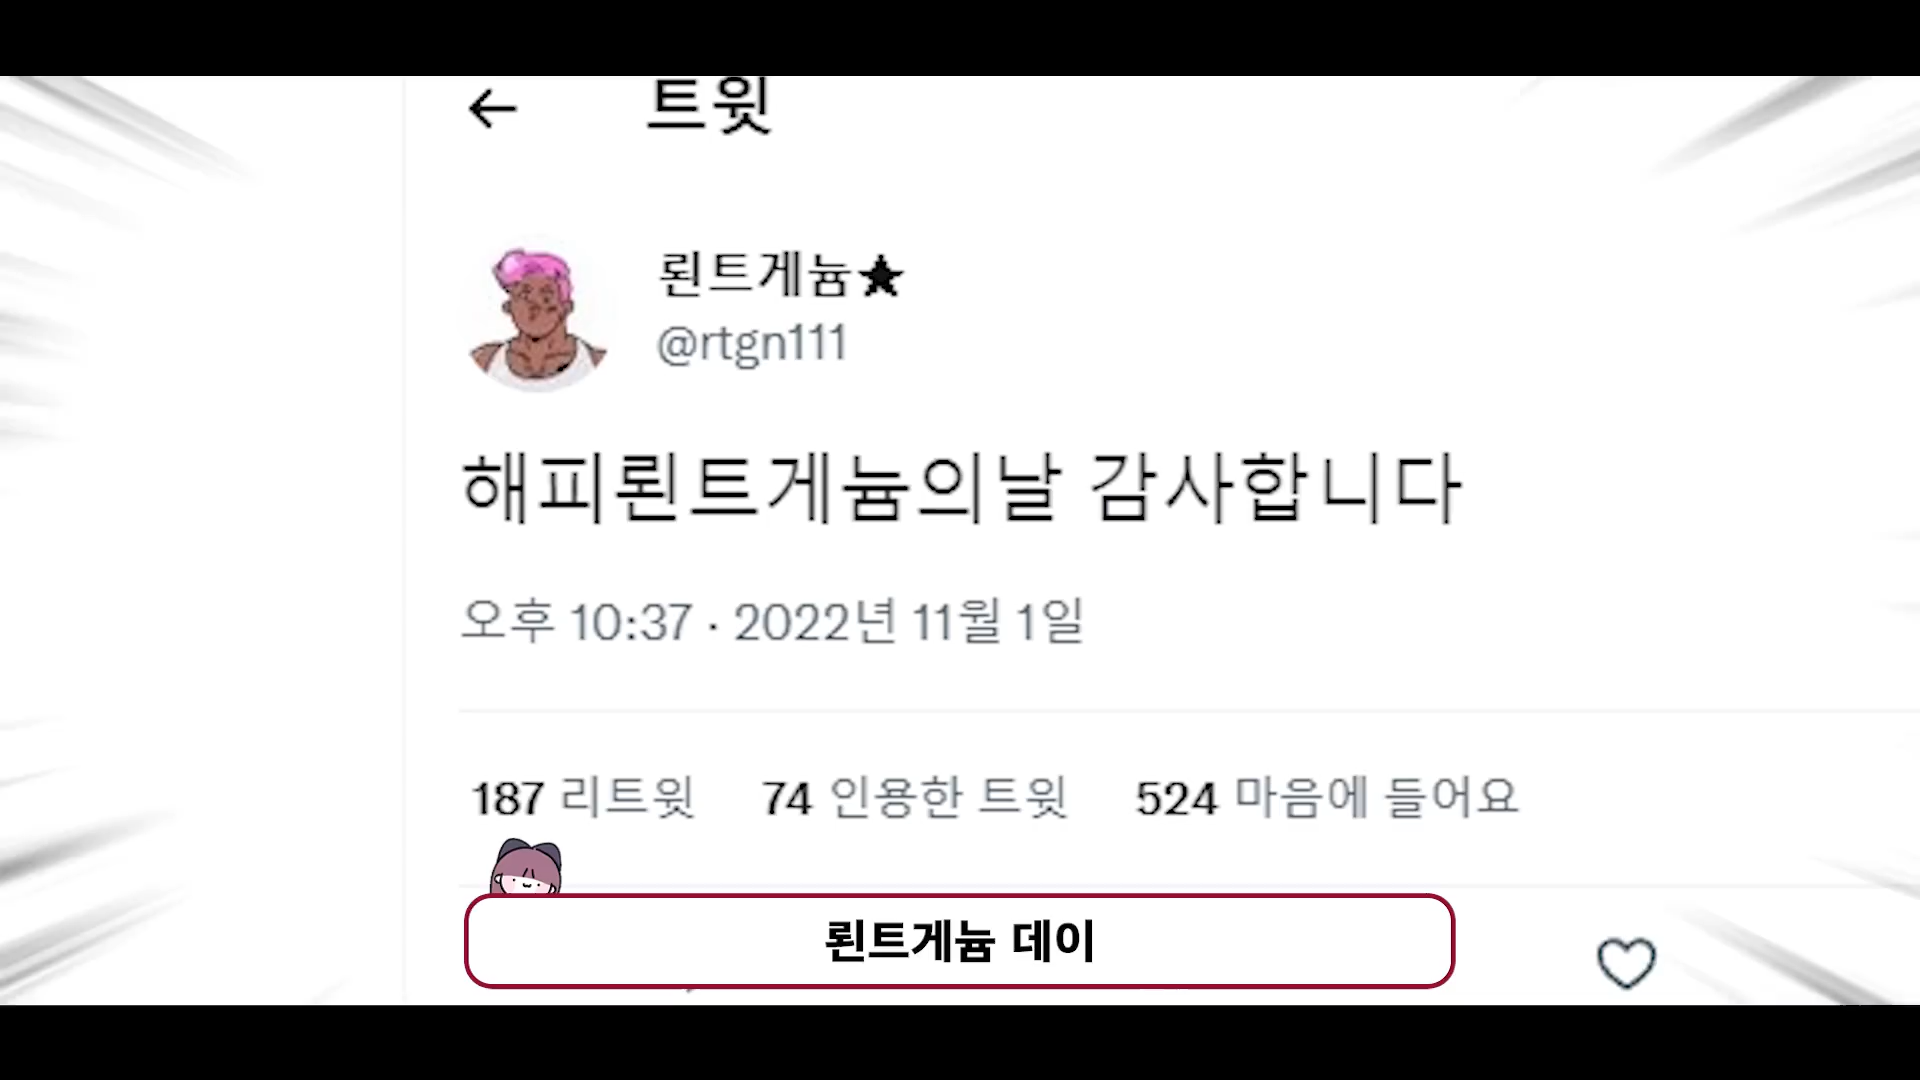 트윗
뢴트게늄★
@rtgn111
해피뢴트게늄의날 감사합니다
오후 10:37 · 2022년 11월 1일
187 리트윗 74 인용한 트윗 524 마음에 들어요
뢴트게늄 데이